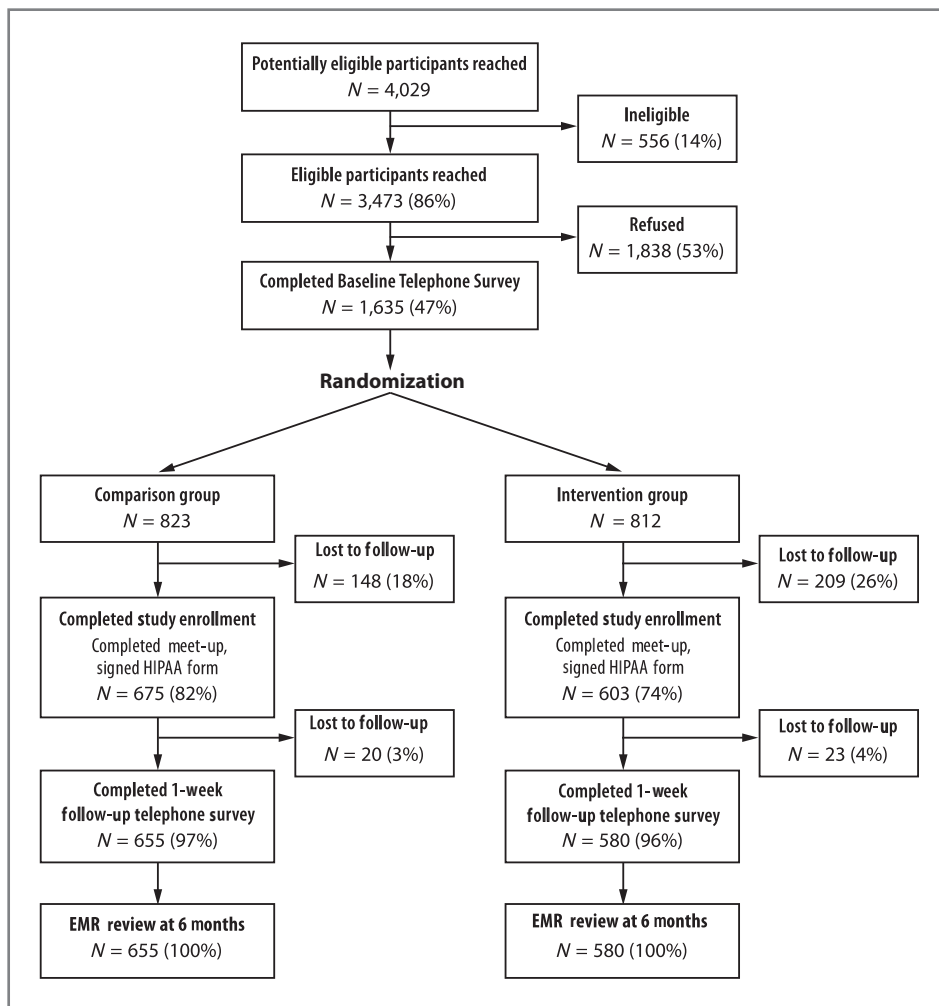 Potentially eligible participants reached
N = 4,029
Ineligible
N = 556 (14%)
Eligible participants reached
N = 3,473 (86%)
Refused
N = 1,838 (53%)
Completed Baseline Telephone Survey
N = 1,635 (47%)
Randomization
Comparison group
N = 823
Lost to follow-up
N = 148 (18%)
Completed study enrollment
Completed meet-up,
signed HIPAA form
N = 675 (82%)
Lost to follow-up
N = 20 (3%)
Completed 1-week
follow-up telephone survey
N = 655 (97%)
EMR review at 6 months
N = 655 (100%)
Intervention group
N = 812
Lost to follow-up
N = 209 (26%)
Completed study enrollment
Completed meet-up,
signed HIPAA form
N = 603 (74%)
Lost to follow-up
N = 23 (4%)
Completed 1-week
follow-up telephone survey
N = 580 (96%)
EMR review at 6 months
N = 580 (100%)